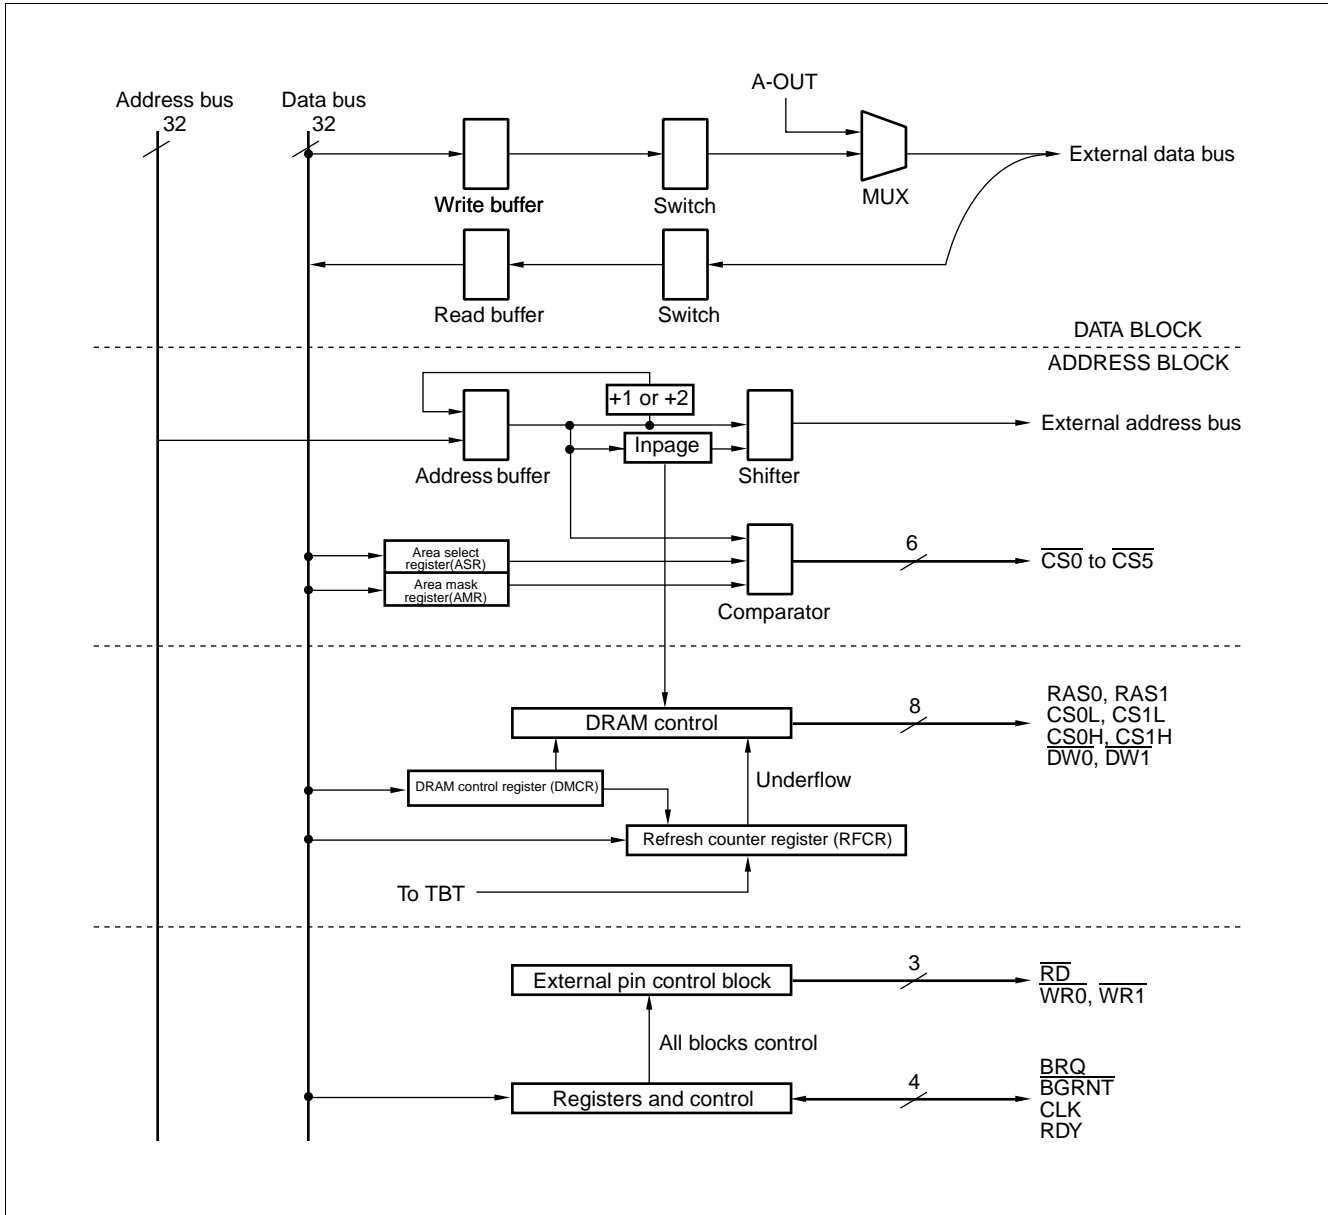 A-OUT
Address bus
Data bus
32
32
External data bus
MUX
Write buffer
Switch
Read buffer
Switch
DATA BLOCK
ADDRESS BLOCK
+1 or +2
External address bus
Inpage
Address buffer
Shifter
6
Area select
register(ASR)
CS0 to CS5
Area mask
register(AMR)
Comparator
RAS0, RAS1
8
CS0L, CS1L
DRAM control
CS0H, CS1H
DW0, DW1
Underflow
DRAM control register (DMCR)
Refresh counter register (RFCR)
To TBT
3
RD
External pin control block
WR0, WR1
All blocks control
BRQ
4
BGRNT
Registers and control
CLK
RDY